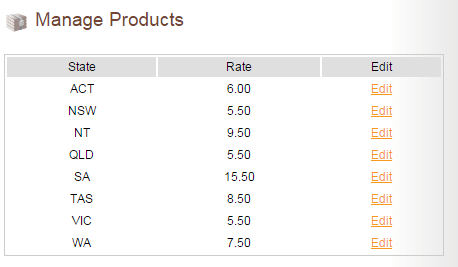 Manage Products
State Rate Edit
ACT 6.00 Edit
NSW 5.50 Edit
NT 9.50 Edit
QLD 5.50 Edit
SA 15.50 Edit
TAS 8.50 Edit
VIC 5.50 Edit
WA 7.50 Edit